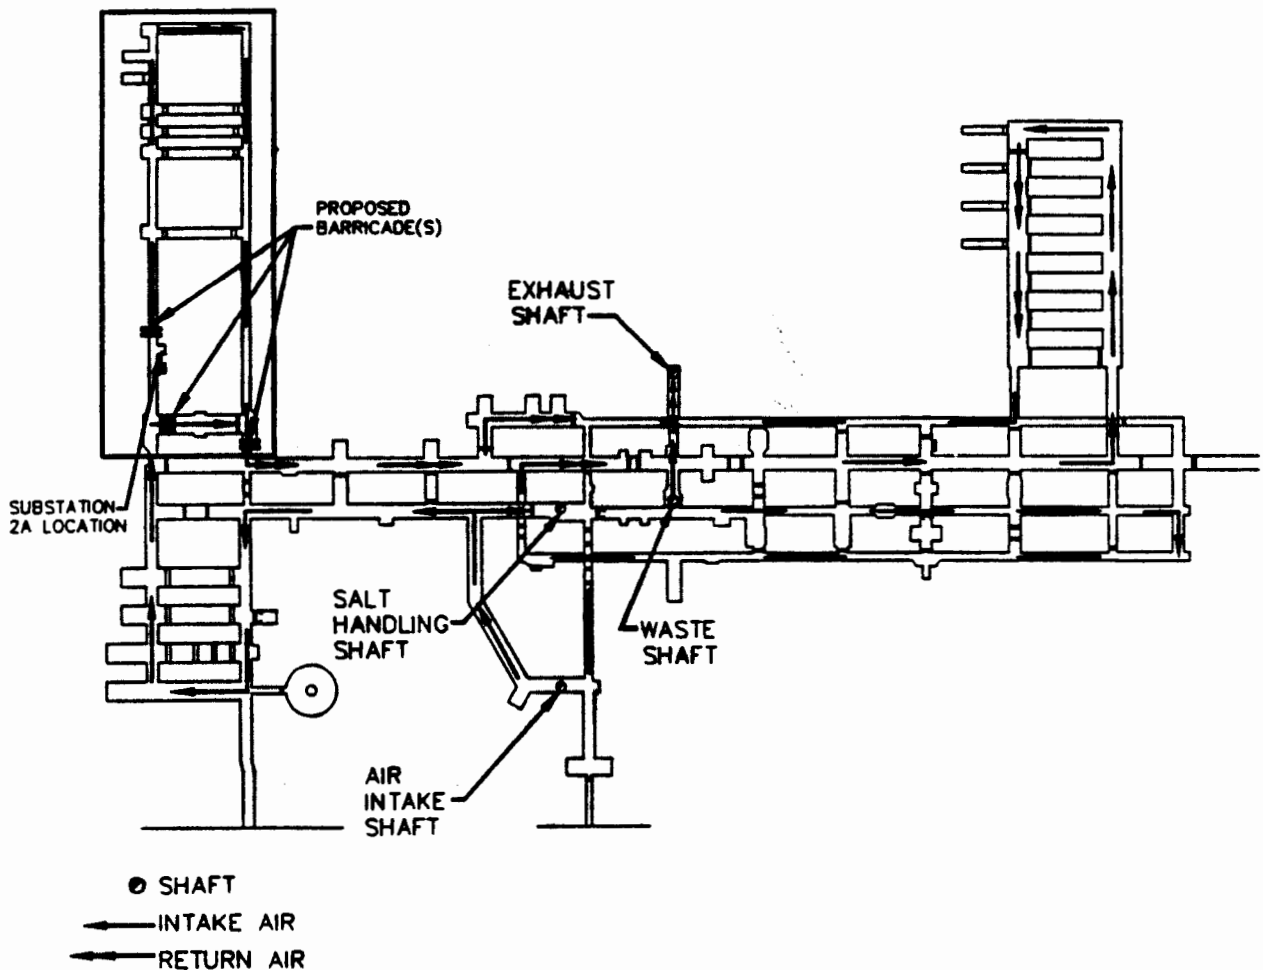 PROPOSED
BARRICADE(S)
EXHAUST
SHAFT
SUBSTATION
2A LOCATION
SALT
HANDLING
SHAFT
WASTE
SHAFT
AIR
INTAKE
SHAFT
SHAFT
INTAKE AIR
RETURN AIR